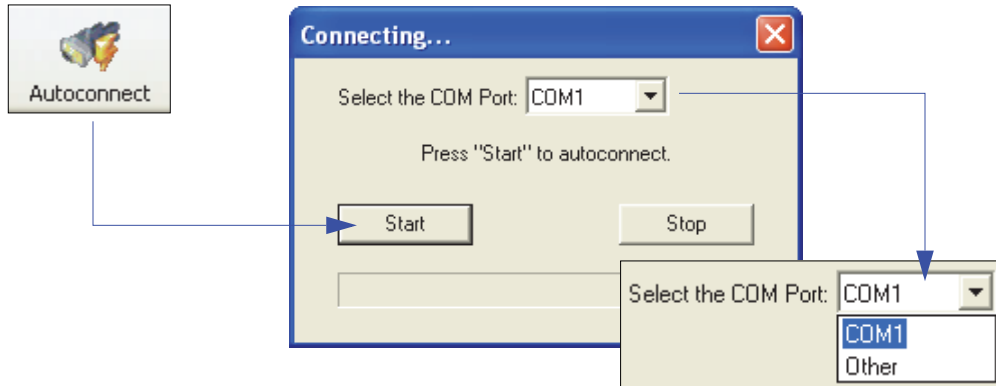 Autoconnect
Connecting...
Select the COM Port: COM1
Press "Start" to autoconnect.
Start Stop
Select the COM Port: COM1
COM1
Other